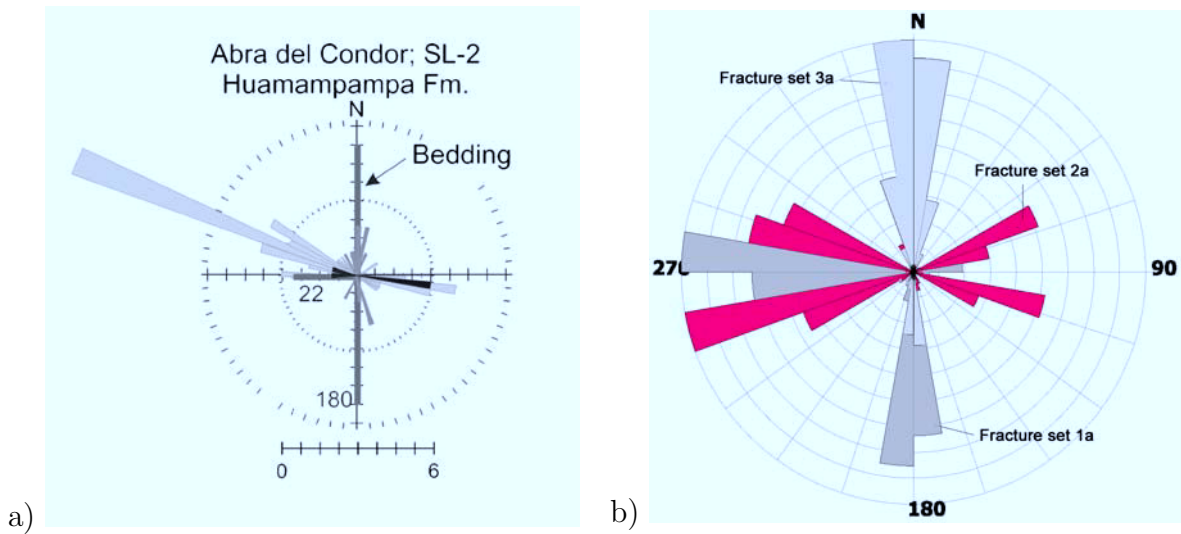 Abra del Condor; SL-2
Huamampampa Fm.
N
Bedding
22
180
0 6
a)
N
Fracture set 3a
Fracture set 2a
270 90
Fracture set 1a
180
b)